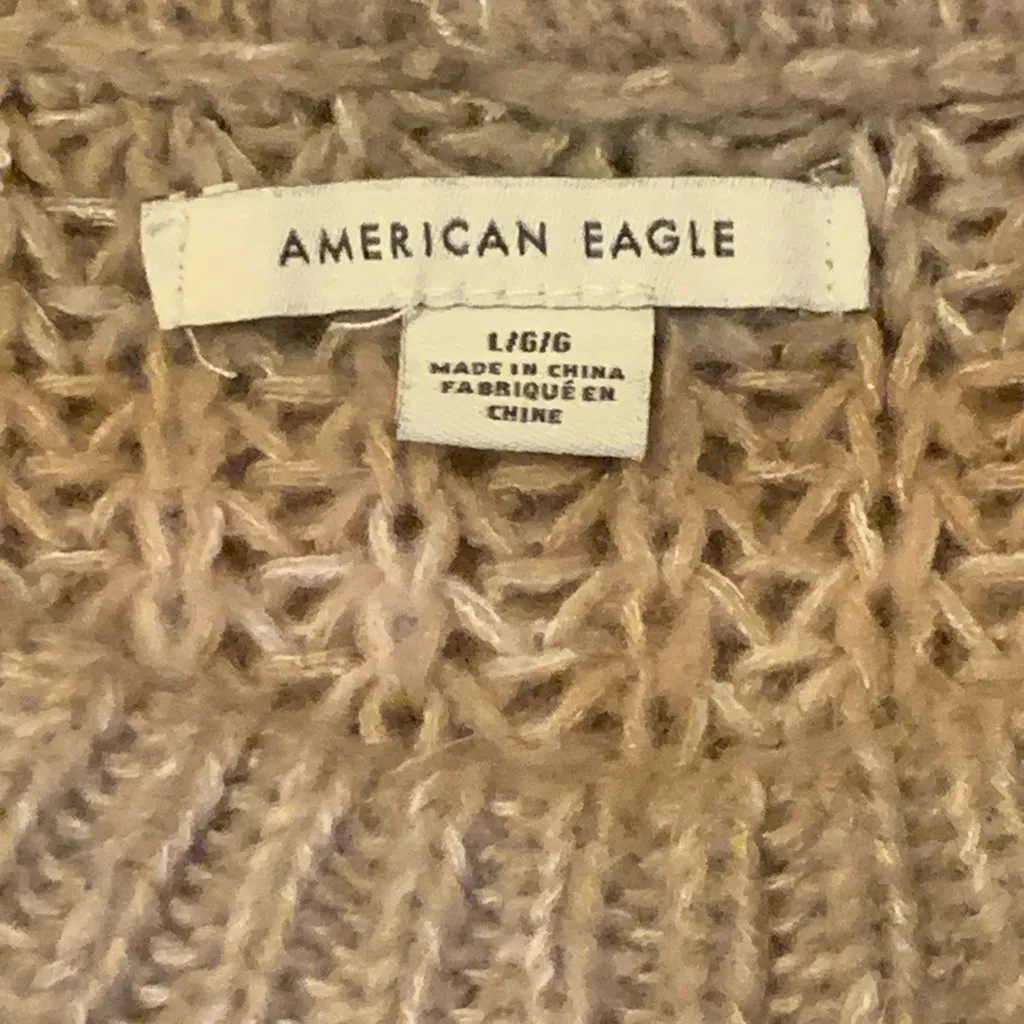 AMERICAN EAGLE
L/G/G
MADE IN CHINA
FABRIQUÉ EN
CHINE